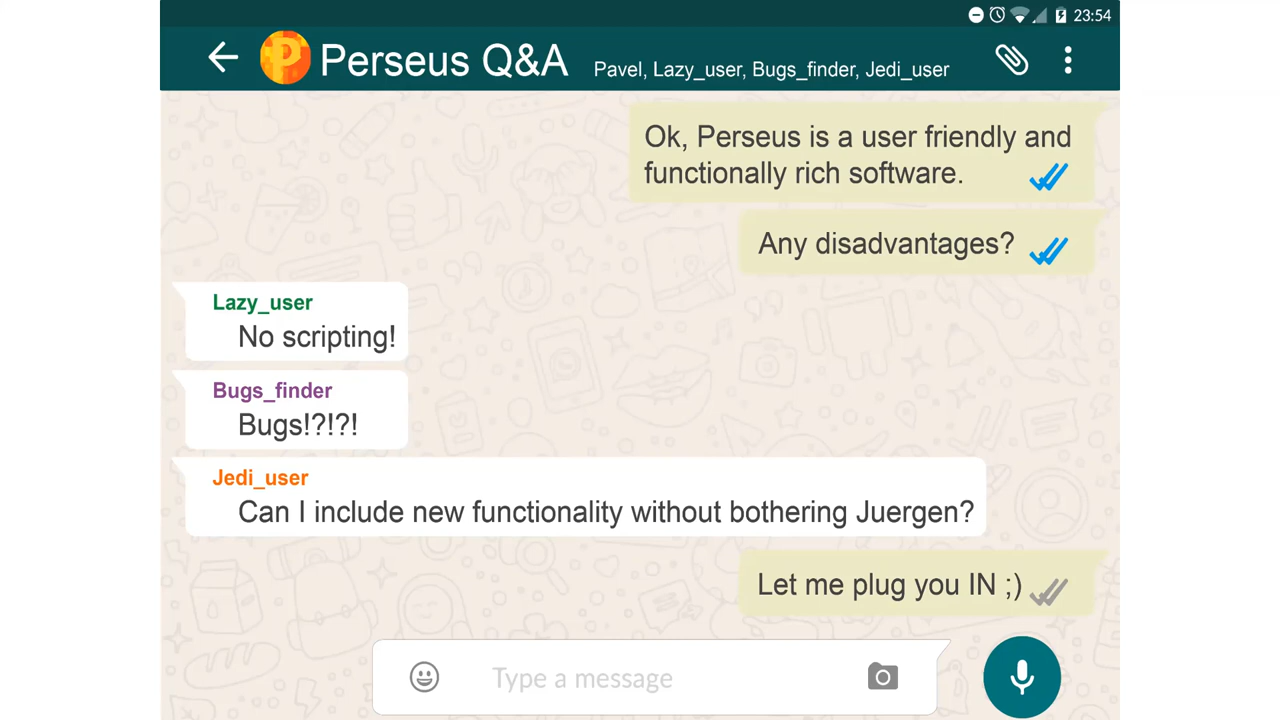 23:54
P Perseus Q&A Pavel, Lazy_user, Bugs_finder, Jedi_user
Ok, Perseus is a user friendly and
functionally rich software.
Any disadvantages?
Lazy_user
No scripting!
Bugs_finder
Bugs!?!?!
Jedi_user
Can I include new functionality without bothering Juergen?
Let me plug you IN ;)
Type a message